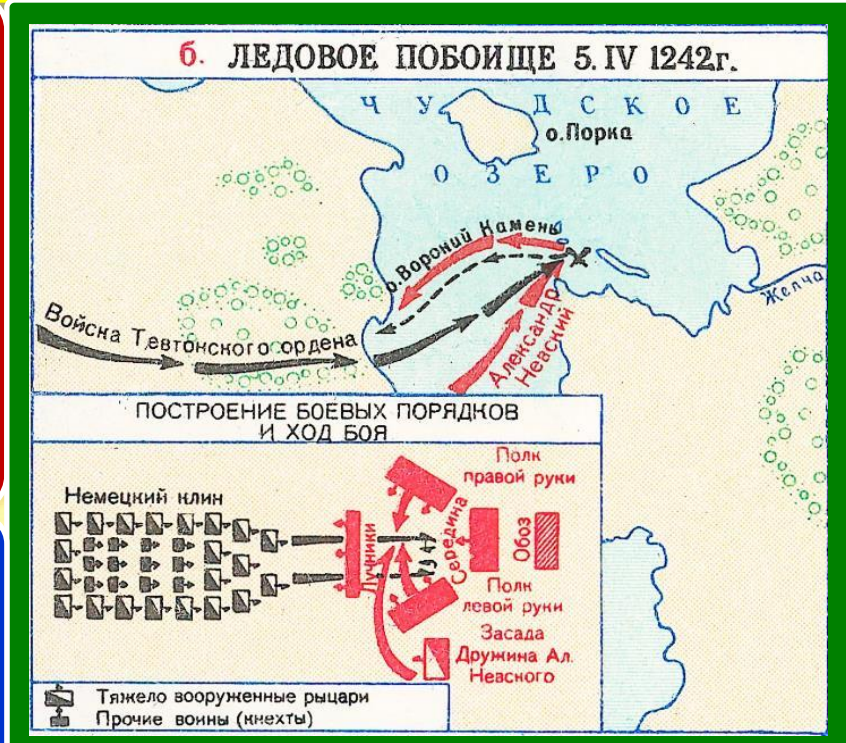 б. ЛЕДОВОЕ ПОБОИЩЕ 5.IV 1242г.
ЧУДСКОЕ
о.Порка
ОЗЕРО
о.Вороний Камень
Желча
Александр
Невский
Войска Тевтонского ордена
ПОСТРОЕНИЕ БОЕВЫХ ПОРЯДКОВ
И ХОД БОЯ
Полк
правой руки
Немецкий клин
Лучники
Середина
Обоз
Полк
левой руки
Засада
Дружина Ал.
Невского
Тяжело вооруженные рыцари
Прочие воины (кнехты)